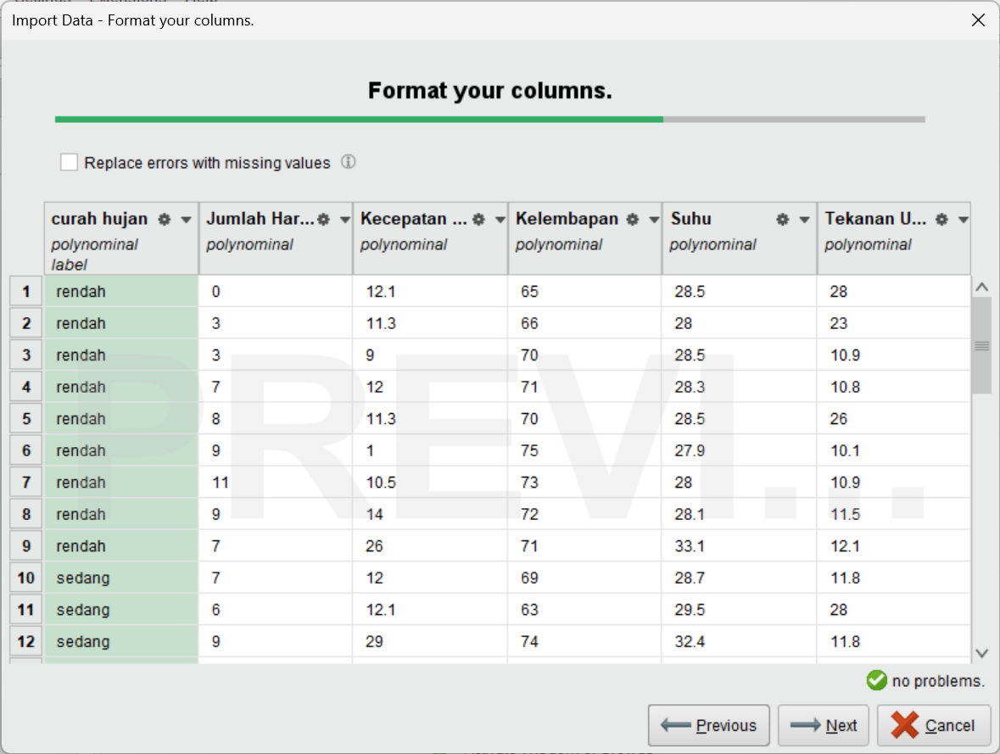 Import Data - Format your columns.
Format your columns.
Replace errors with missing values
curah hujan Jumlah Har... Kecepatan ... Kelembapan Suhu Tekanan U...
polynominal polynominal polynominal polynominal polynominal polynominal
label
1 rendah 0 12.1 65 28.5 28
2 rendah 3 11.3 66 28 23
3 rendah 3 9 70 28.5 10.9
4 rendah 7 12 71 28.3 10.8
5 rendah 8 11.3 70 28.5 26
6 rendah 9 1 75 27.9 10.1
7 rendah 11 10.5 73 28 10.9
8 rendah 9 14 72 28.1 11.5
9 rendah 7 26 71 33.1 12.1
10 sedang 7 12 69 28.7 11.8
11 sedang 6 12.1 63 29.5 28
12 sedang 9 29 74 32.4 11.8
PREVI...
no problems.
Previous Next Cancel